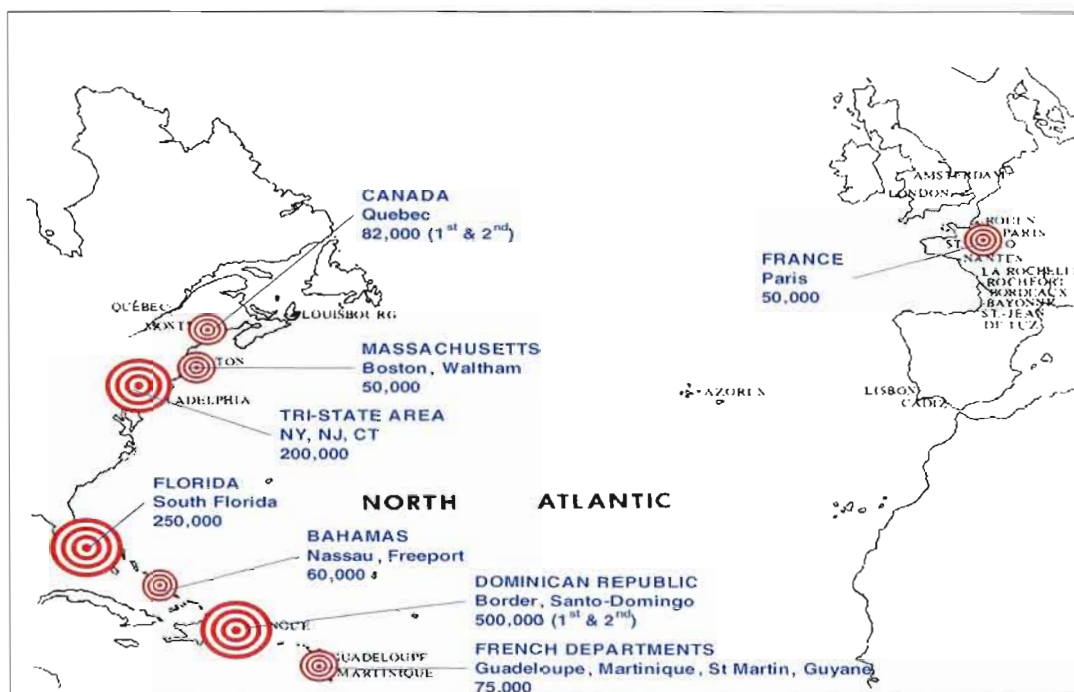 CANADA
Quebec
82,000 (1st & 2nd)
AMSTERDAM
LONDON
ROUEN
PARIS
FRANCE
Paris
50,000
NANTES
LA ROCHELLE
ROCHEFORT
BORDEAUX
BAYONNE
ST-JEAN
DE LUZ
QUÉBEC
LOUISBOURG
MASSACHUSETTS
Boston, Waltham
50,000
AZORES
LISBON
CADIZ
TRI-STATE AREA
NY, NJ, CT
200,000
FLORIDA
South Florida
250,000
NORTH ATLANTIC
BAHAMAS
Nassau, Freeport
60,000
DOMINICAN REPUBLIC
Border, Santo-Domingo
500,000 (1st & 2nd)
FRENCH DEPARTMENTS
Guadeloupe, Martinique, St Martin, Guyane
75,000
GUADELOUPE
MARTINIQUE